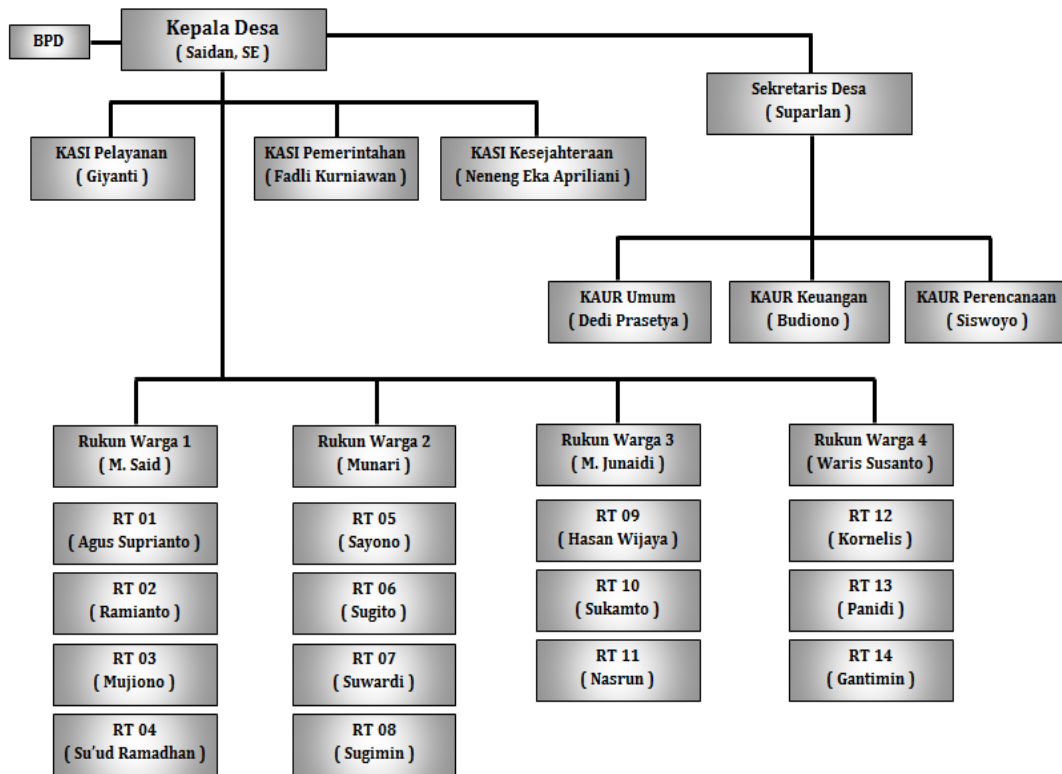 BPD
Kepala Desa
( Saidan, SE )
Sekretaris Desa
( Suparlan )
KASI Pelayanan
( Giyanti )
KASI Pemerintahan
( Fadli Kurniawan )
KASI Kesejahteraan
( Neneng Eka Apriliani )
KAUR Umum
( Dedi Prasetya )
KAUR Keuangan
( Budiono )
KAUR Perencanaan
( Siswoyo )
Rukun Warga 1
( M. Said )
RT 01
( Agus Suprianto )
RT 02
( Ramianto )
RT 03
( Mujiono )
RT 04
( Su’ud Ramadhan )
Rukun Warga 2
( Munari )
RT 05
( Sayono )
RT 06
( Sugito )
RT 07
( Suwardi )
RT 08
( Sugimin )
Rukun Warga 3
( M. Junaidi )
RT 09
( Hasan Wijaya )
RT 10
( Sukamto )
RT 11
( Nasrun )
Rukun Warga 4
( Waris Susanto )
RT 12
( Kornelis )
RT 13
( Panidi )
RT 14
( Gantimin )